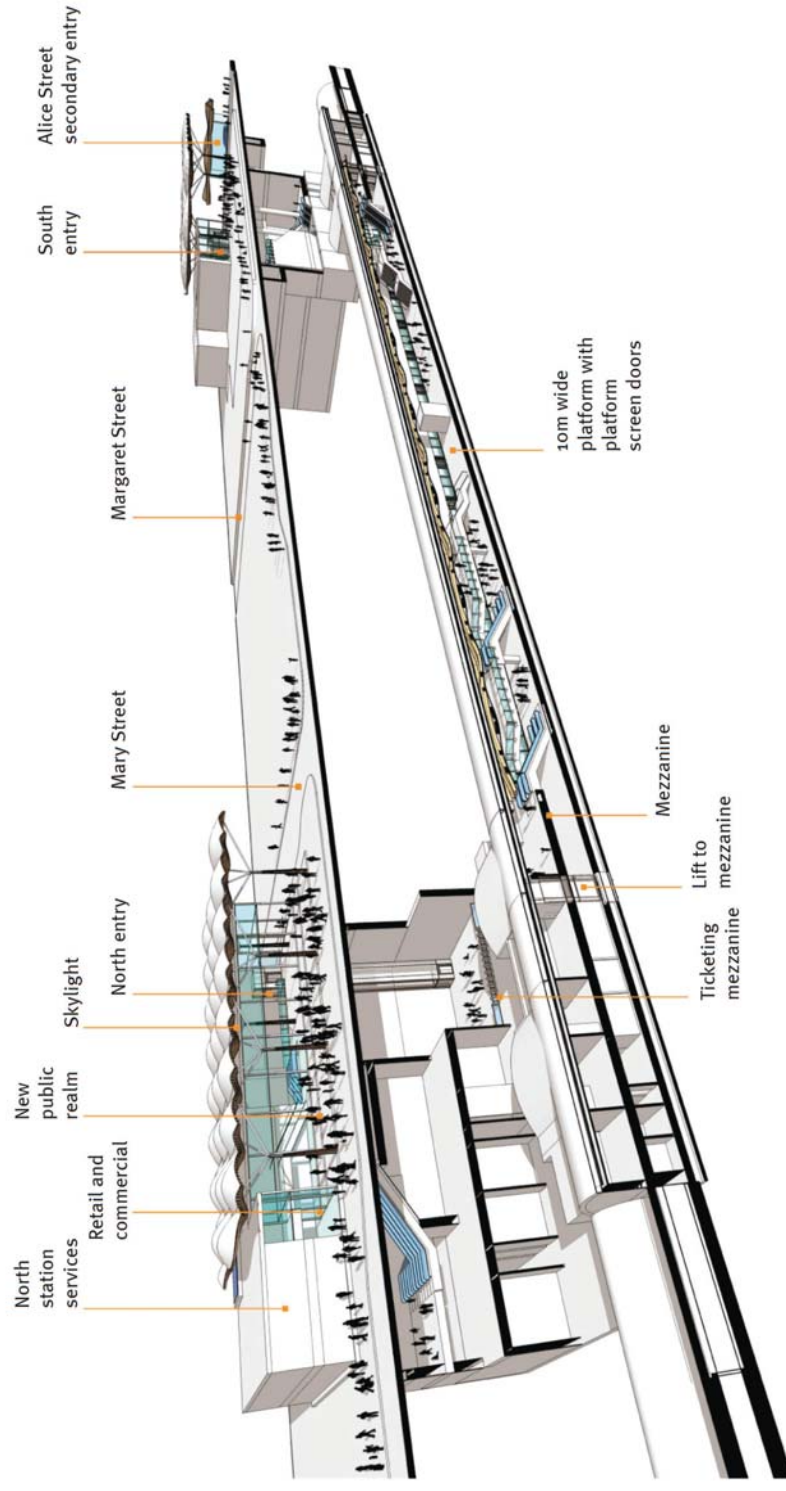 North
station
services
Retail and
commercial
New
public
realm
Skylight
North entry
Mary Street
Margaret Street
South
entry
Alice Street
secondary entry
Ticketing
mezzanine
Lift to
mezzanine
Mezzanine
10m wide
platform with
platform
screen doors